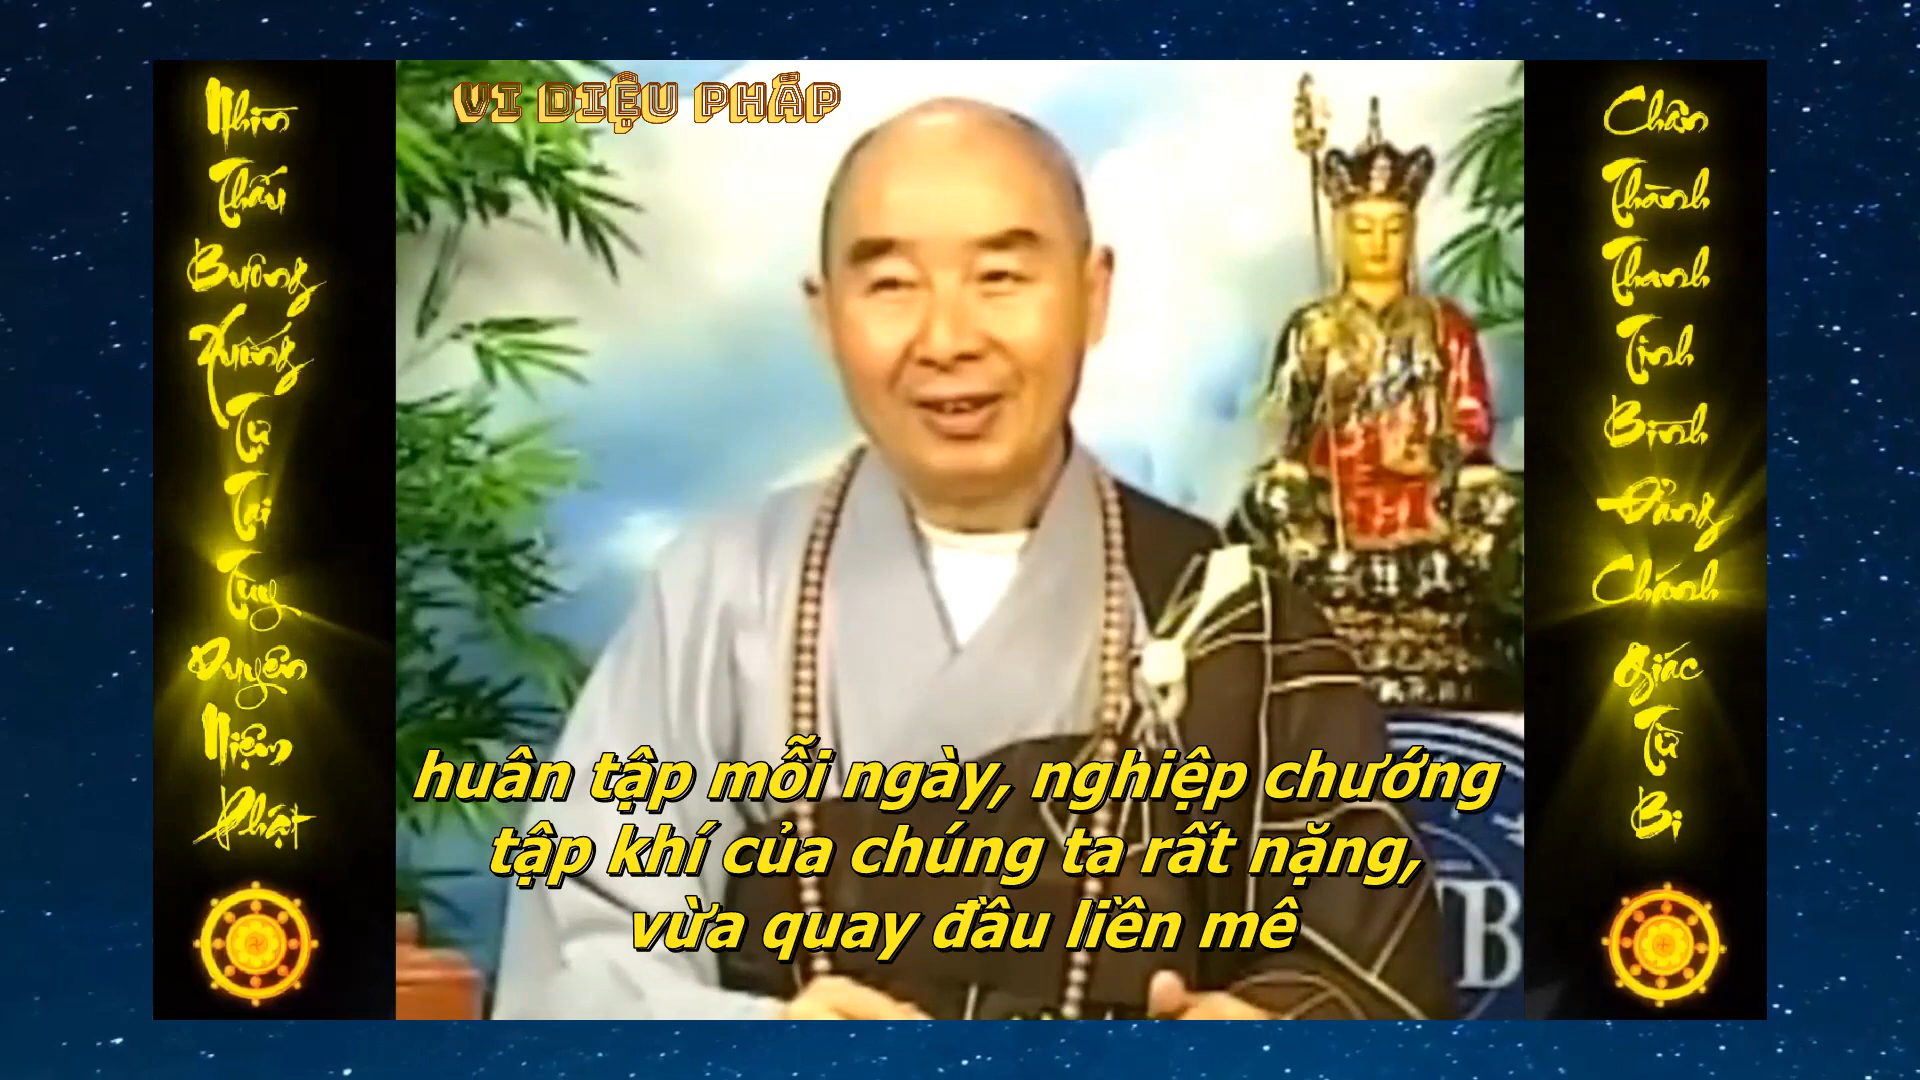 VI DIỆU PHÁP
Nhìn
Thấu
Buông
Xuống
Tự
Tại
Tùy
Duyên
Niệm
Phật
Chân
Thành
Thanh
Tịnh
Bình
Đẳng
Chánh
Giác
Từ
Bi
huân tập mỗi ngày, nghiệp chướng
tập khí của chúng ta rất nặng,
vừa quay đầu liền mê
TB